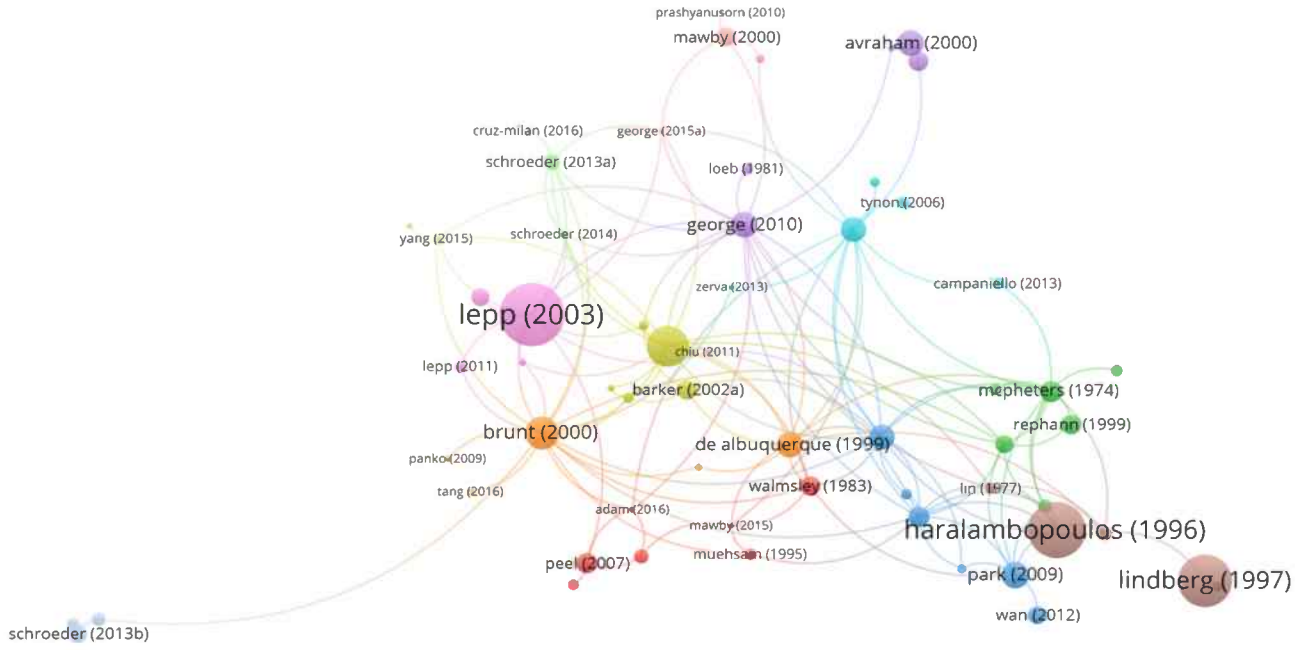 prashyanusorn (2010)
mawby (2000)
avraham (2000)
cruz-milan (2016)
george (2015a)
schroeder (2013a)
loeb (1981)
tynon (2006)
george (2010)
schroeder (2014)
yang (2015)
campaniello (2013)
zerva (2013)
lepp (2003)
chiu (2011)
lepp (2011)
barker (2002a)
mcpheters (1974)
rephann (1999)
brunt (2000)
de albuquerque (1999)
panko (2009)
walmsley (1983)
lin (1977)
tang (2016)
adam (2016)
mawby (2015)
haralambopoulos (1996)
muehsam (1995)
peel (2007)
park (2009)
lindberg (1997)
wan (2012)
schroeder (2013b)